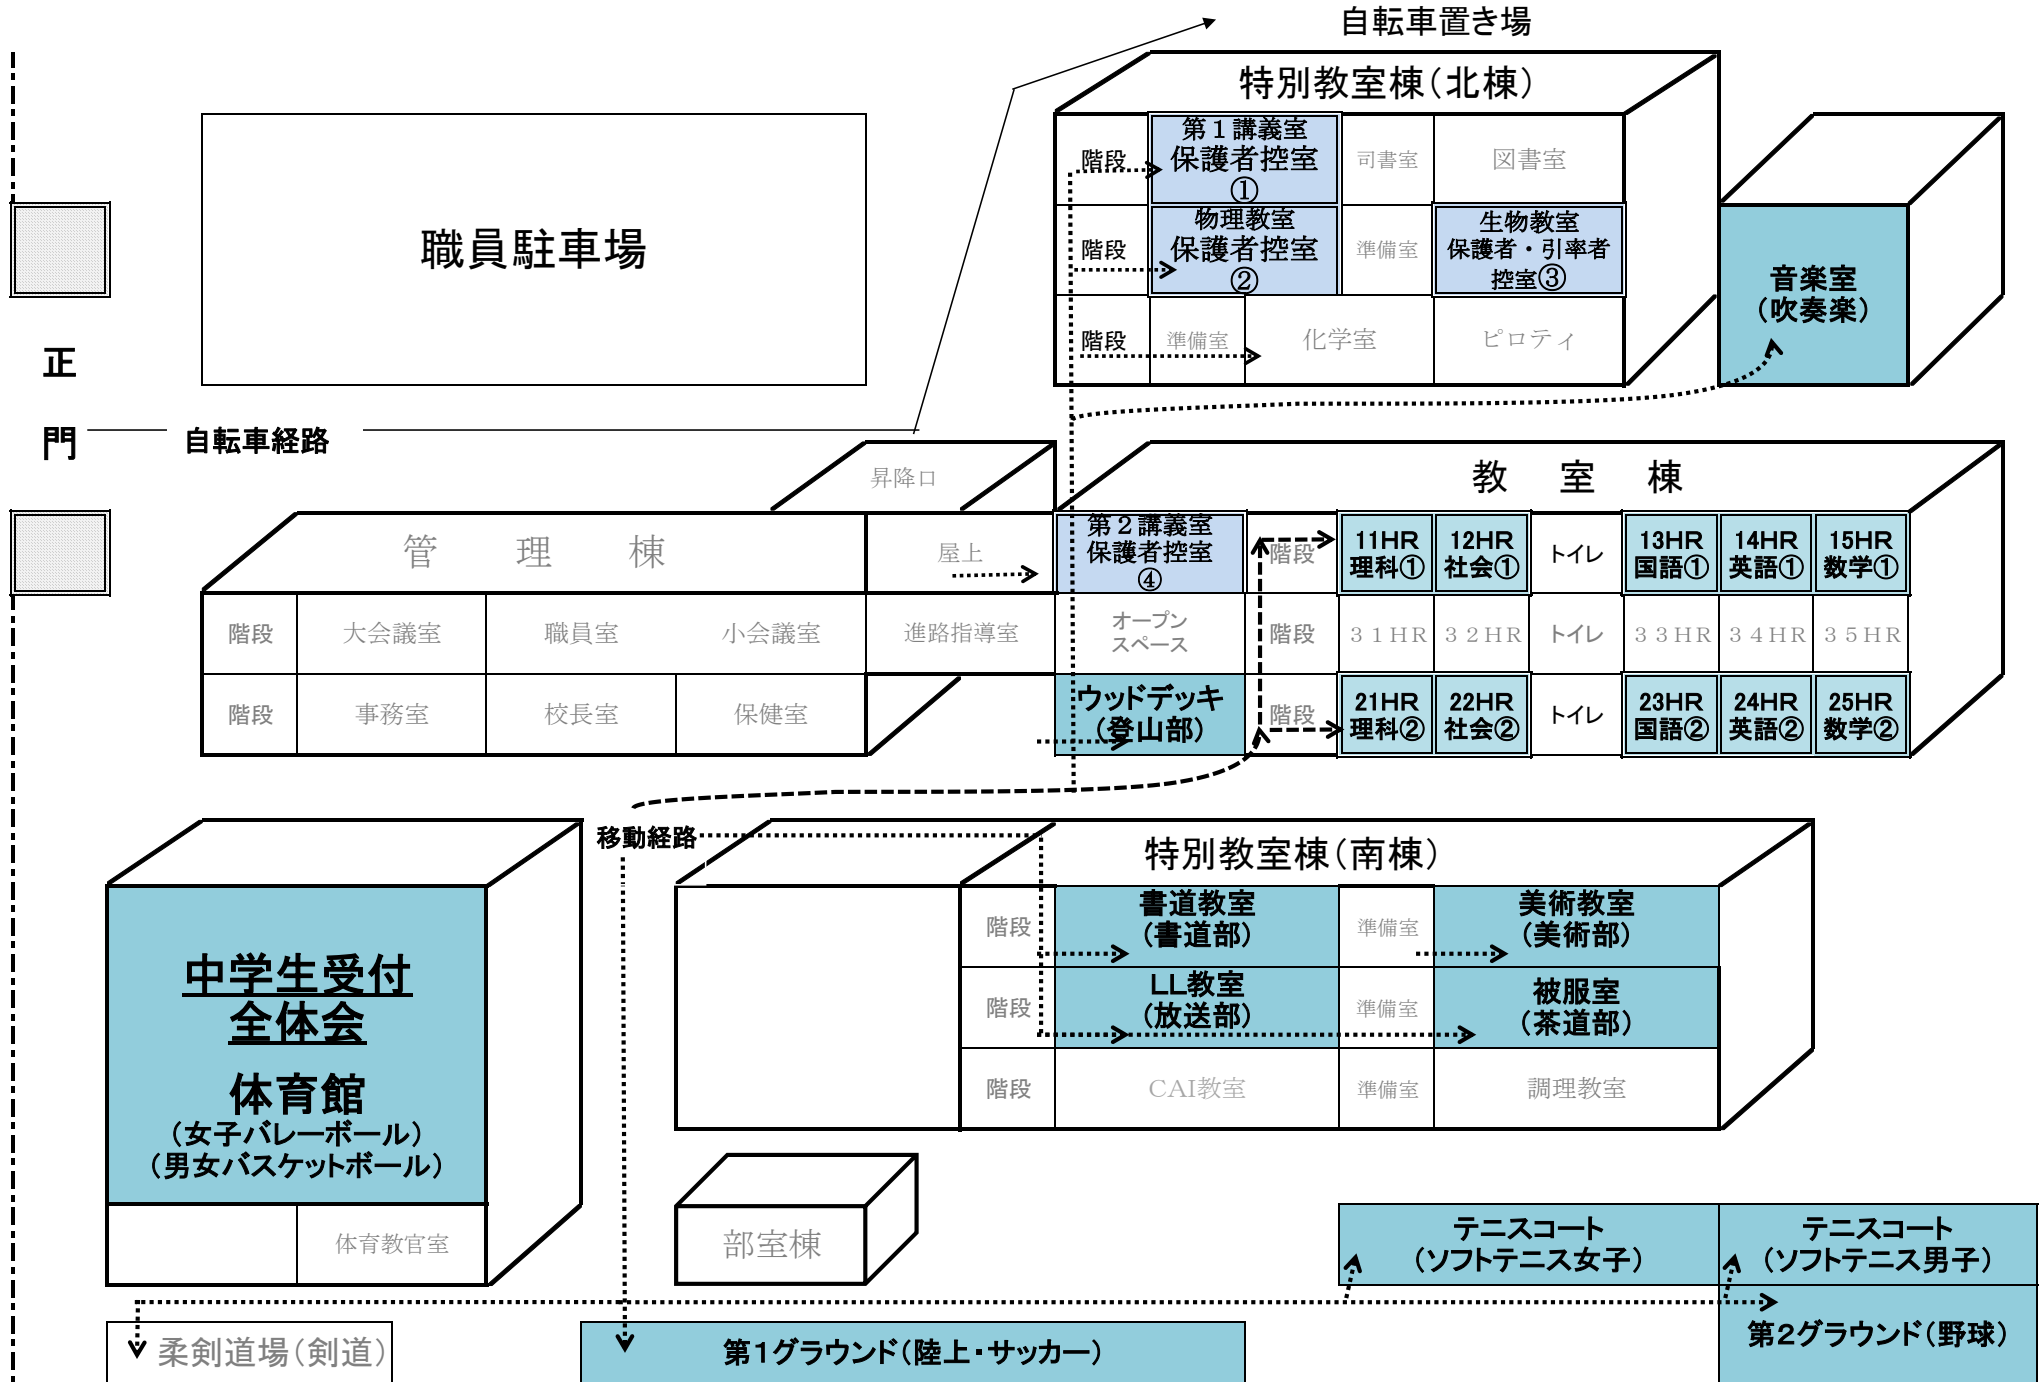 自転車置き場
特別教室棟（北棟）
階段
第１講義室
保護者控室
①
司書室
図書室
階段
物理教室
保護者控室
②
準備室
生物教室
保護者・引率者
控室③
階段
準備室
化学室
ピロティ
音楽室
（吹奏楽）
職員駐車場
正
門
自転車経路
昇降口
教　室　棟
管　理　棟
屋上
第２講義室
保護者控室
④
階段
11HR
理科①
12HR
社会①
トイレ
13HR
国語①
14HR
英語①
15HR
数学①
階段
大会議室
職員室
小会議室
進路指導室
オープン
スペース
階段
３１HR
３２HR
トイレ
３３HR
３４HR
３５HR
階段
事務室
校長室
保健室
ウッドデッキ
（登山部）
階段
21HR
理科②
22HR
社会②
トイレ
23HR
国語②
24HR
英語②
25HR
数学②
移動経路
特別教室棟（南棟）
階段
書道教室
（書道部）
準備室
美術教室
（美術部）
階段
LL教室
（放送部）
準備室
被服室
（茶道部）
階段
CAI教室
準備室
調理教室
中学生受付
全体会
体育館
（女子バレーボール）
（男女バスケットボール）
体育教官室
部室棟
テニスコート
（ソフトテニス女子）
テニスコート
（ソフトテニス男子）
柔剣道場（剣道）
第１グラウンド（陸上・サッカー）
第２グラウンド（野球）